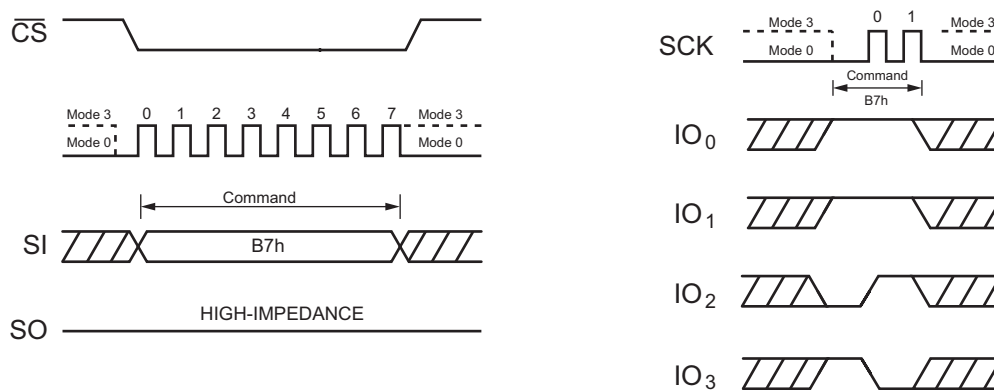 CS
Mode 3
0 1 2 3 4 5 6 7
Mode 3
Mode 0
Mode 0
Command
SI
B7h
SO
HIGH-IMPEDANCE
0 1
SCK
Mode 3
Mode 3
Mode 0
Mode 0
Command
B7h
IO0
IO1
IO2
IO3